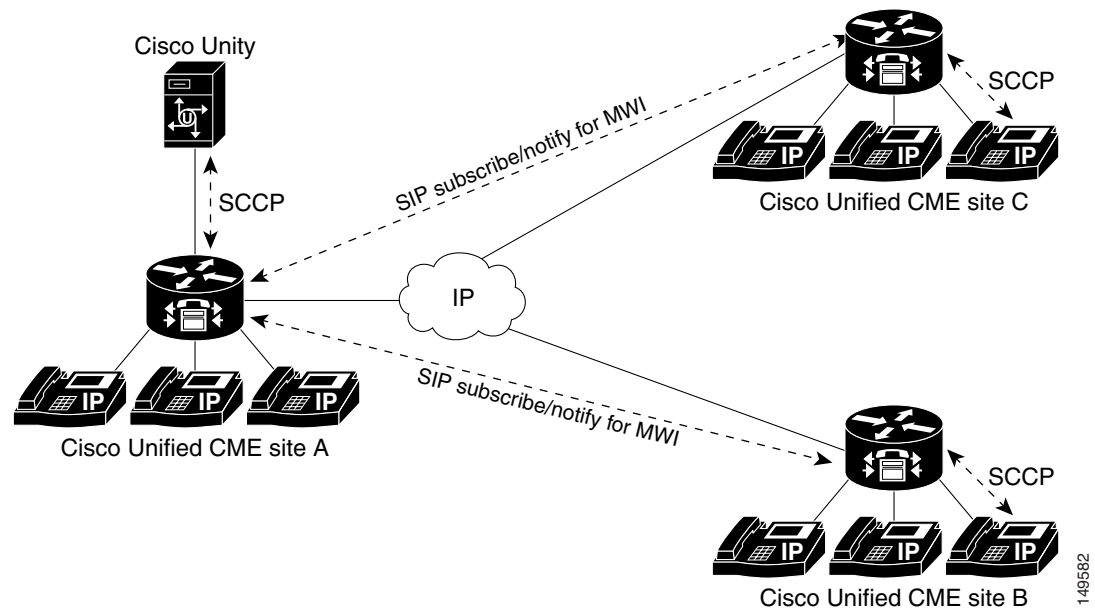 Cisco Unity
SCCP
SIP subscribe/notify for MWI
SCCP
IP IP IP
Cisco Unified CME site C
IP
IP IP IP
Cisco Unified CME site A
SIP subscribe/notify for MWI
SCCP
IP IP IP
Cisco Unified CME site B
149582
U